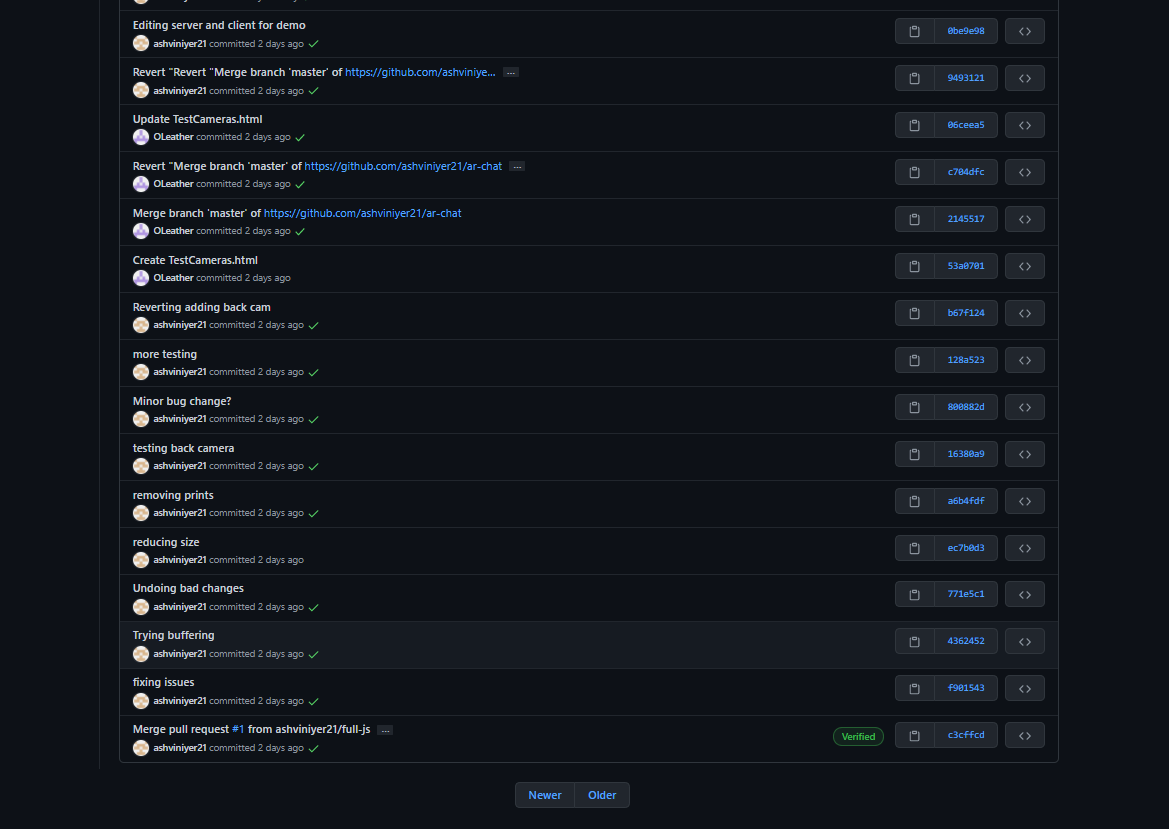 Editing server and client for demo
0be9e98
ashviniyer21 committed 2 days ago
Revert "Revert "Merge branch 'master' of https://github.com/ashviniye... ...
9493121
ashviniyer21 committed 2 days ago
Update TestCameras.html
06ceea5
OLeather committed 2 days ago
Revert "Merge branch 'master' of https://github.com/ashviniyer21/ar-chat ...
c704dfc
OLeather committed 2 days ago
Merge branch 'master' of https://github.com/ashviniyer21/ar-chat
2145517
OLeather committed 2 days ago
Create TestCameras.html
53a0701
OLeather committed 2 days ago
Reverting adding back cam
b67f124
ashviniyer21 committed 2 days ago
more testing
128a523
ashviniyer21 committed 2 days ago
Minor bug change?
800882d
ashviniyer21 committed 2 days ago
testing back camera
16380a9
ashviniyer21 committed 2 days ago
removing prints
a6b4fdf
ashviniyer21 committed 2 days ago
reducing size
ec7b0d3
ashviniyer21 committed 2 days ago
Undoing bad changes
771e5c1
ashviniyer21 committed 2 days ago
Trying buffering
4362452
ashviniyer21 committed 2 days ago
fixing issues
f901543
ashviniyer21 committed 2 days ago
Merge pull request #1 from ashviniyer21/full-js ...
Verified
c3cffcd
ashviniyer21 committed 2 days ago
Newer
Older